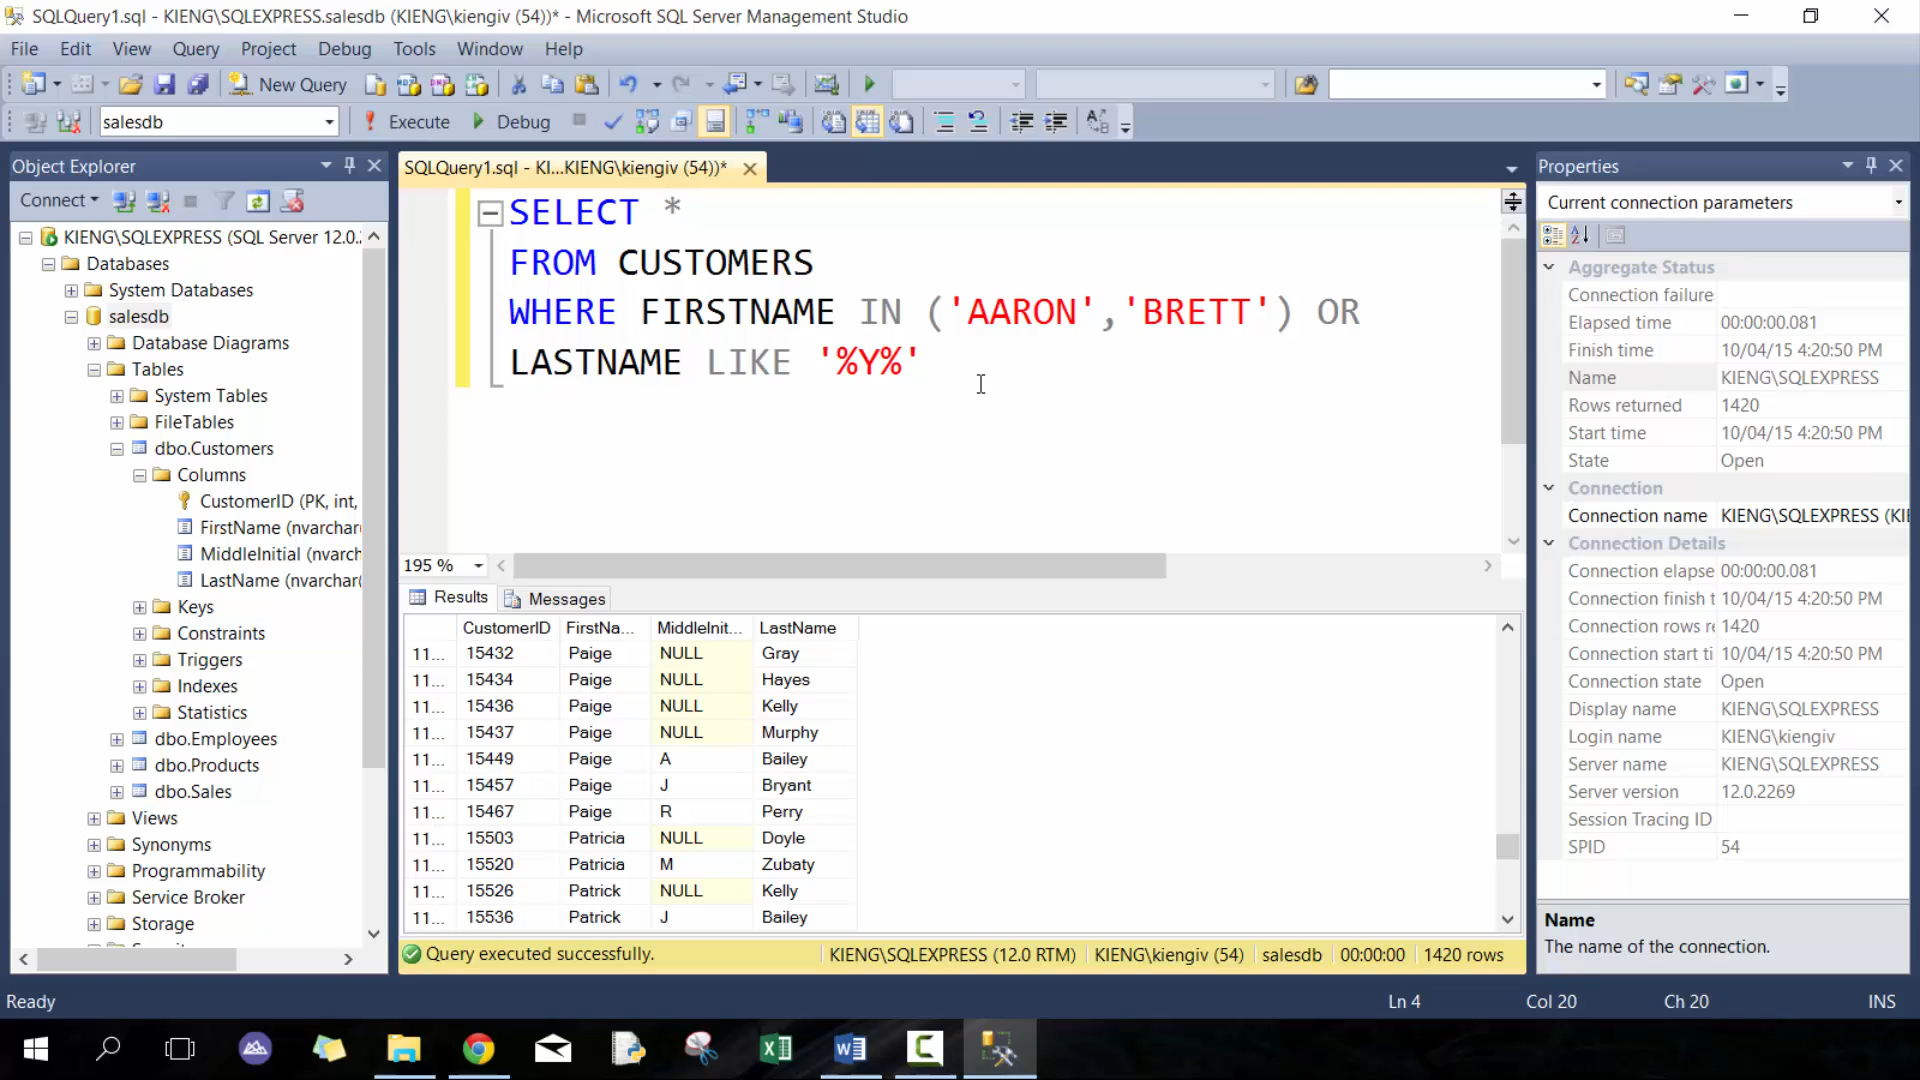 SQLQuery1.sql - KIENG\SQLEXPRESS.salesdb (KIENG\kiengiv (54))* - Microsoft SQL Server Management Studio
File Edit View Query Project Debug Tools Window Help
New Query
salesdb Execute Debug
Object Explorer
Connect
KIENG\SQLEXPRESS (SQL Server 12.0.
Databases
System Databases
salesdb
Database Diagrams
Tables
System Tables
FileTables
dbo.Customers
Columns
CustomerID (PK, int,
FirstName (nvarchar
MiddleInitial (nvarch
LastName (nvarchar(
Keys
Constraints
Triggers
Indexes
Statistics
dbo.Employees
dbo.Products
dbo.Sales
Views
Synonyms
Programmability
Service Broker
Storage
SQLQuery1.sql - KI...KIENG\kiengiv (54))*
SELECT *
FROM CUSTOMERS
WHERE FIRSTNAME IN ('AARON','BRETT') OR
LASTNAME LIKE '%Y%'
195 %
Results Messages
CustomerID FirstNa... MiddleInit... LastName
11... 15432 Paige NULL Gray
11... 15434 Paige NULL Hayes
11... 15436 Paige NULL Kelly
11... 15437 Paige NULL Murphy
11... 15449 Paige A Bailey
11... 15457 Paige J Bryant
11... 15467 Paige R Perry
11... 15503 Patricia NULL Doyle
11... 15520 Patricia M Zubaty
11... 15526 Patrick NULL Kelly
11... 15536 Patrick J Bailey
Query executed successfully. KIENG\SQLEXPRESS (12.0 RTM) KIENG\kiengiv (54) salesdb 00:00:00 1420 rows
Properties
Current connection parameters
Aggregate Status
Connection failure
Elapsed time 00:00:00.081
Finish time 10/04/15 4:20:50 PM
Name KIENG\SQLEXPRESS
Rows returned 1420
Start time 10/04/15 4:20:50 PM
State Open
Connection
Connection name KIENG\SQLEXPRESS (KI
Connection Details
Connection elapse 00:00:00.081
Connection finish t 10/04/15 4:20:50 PM
Connection rows re 1420
Connection start ti 10/04/15 4:20:50 PM
Connection state Open
Display name KIENG\SQLEXPRESS
Login name KIENG\kiengiv
Server name KIENG\SQLEXPRESS
Server version 12.0.2269
Session Tracing ID
SPID 54
Name
The name of the connection.
Ready Ln 4 Col 20 Ch 20 INS